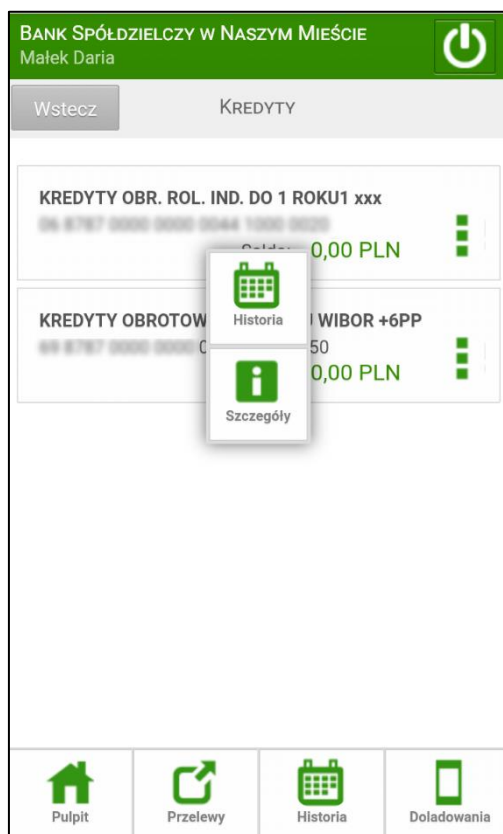 BANK SPÓŁDZIELCZY W NASZYM MIEŚCIE
Małek Daria
Wstecz
KREDYTY
KREDYTY OBR. ROL. IND. DO 1 ROKU1 xxx
0,00 PLN
Historia
KREDYTY OBROTOW WIBOR +6PP
50
0,00 PLN
Szczegóły
Pulpit
Przelewy
Historia
Doladowania